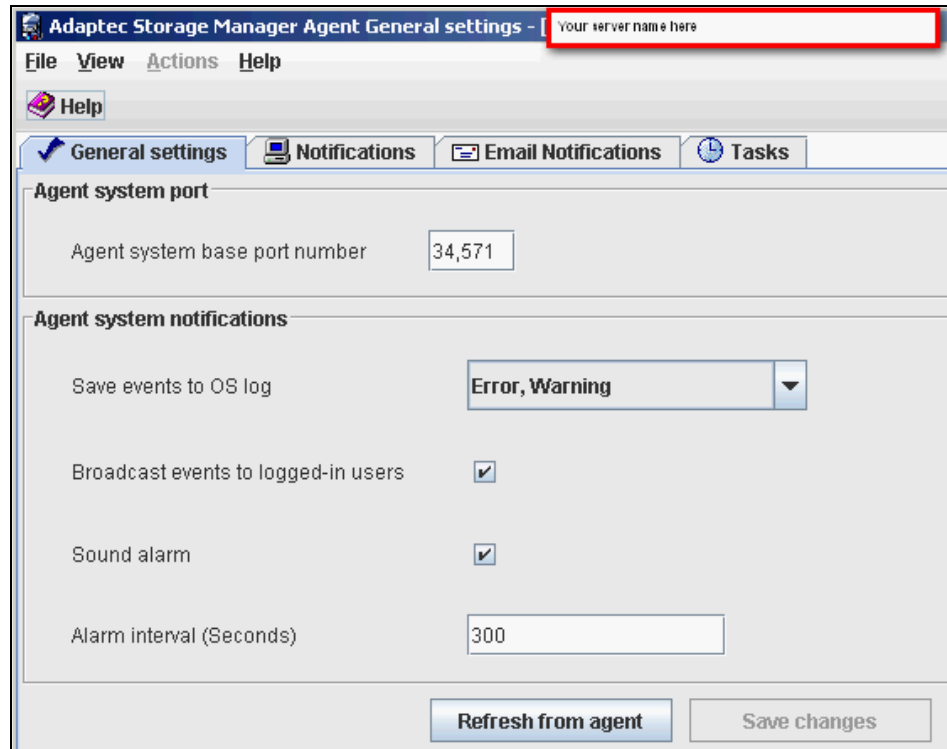 Adaptec Storage Manager Agent General settings - [ Your server name here
File View Actions Help
Help
General settings Notifications Email Notifications Tasks
Agent system port
Agent system base port number 34,571
Agent system notifications
Save events to OS log Error, Warning
Broadcast events to logged-in users
Sound alarm
Alarm interval (Seconds) 300
Refresh from agent Save changes